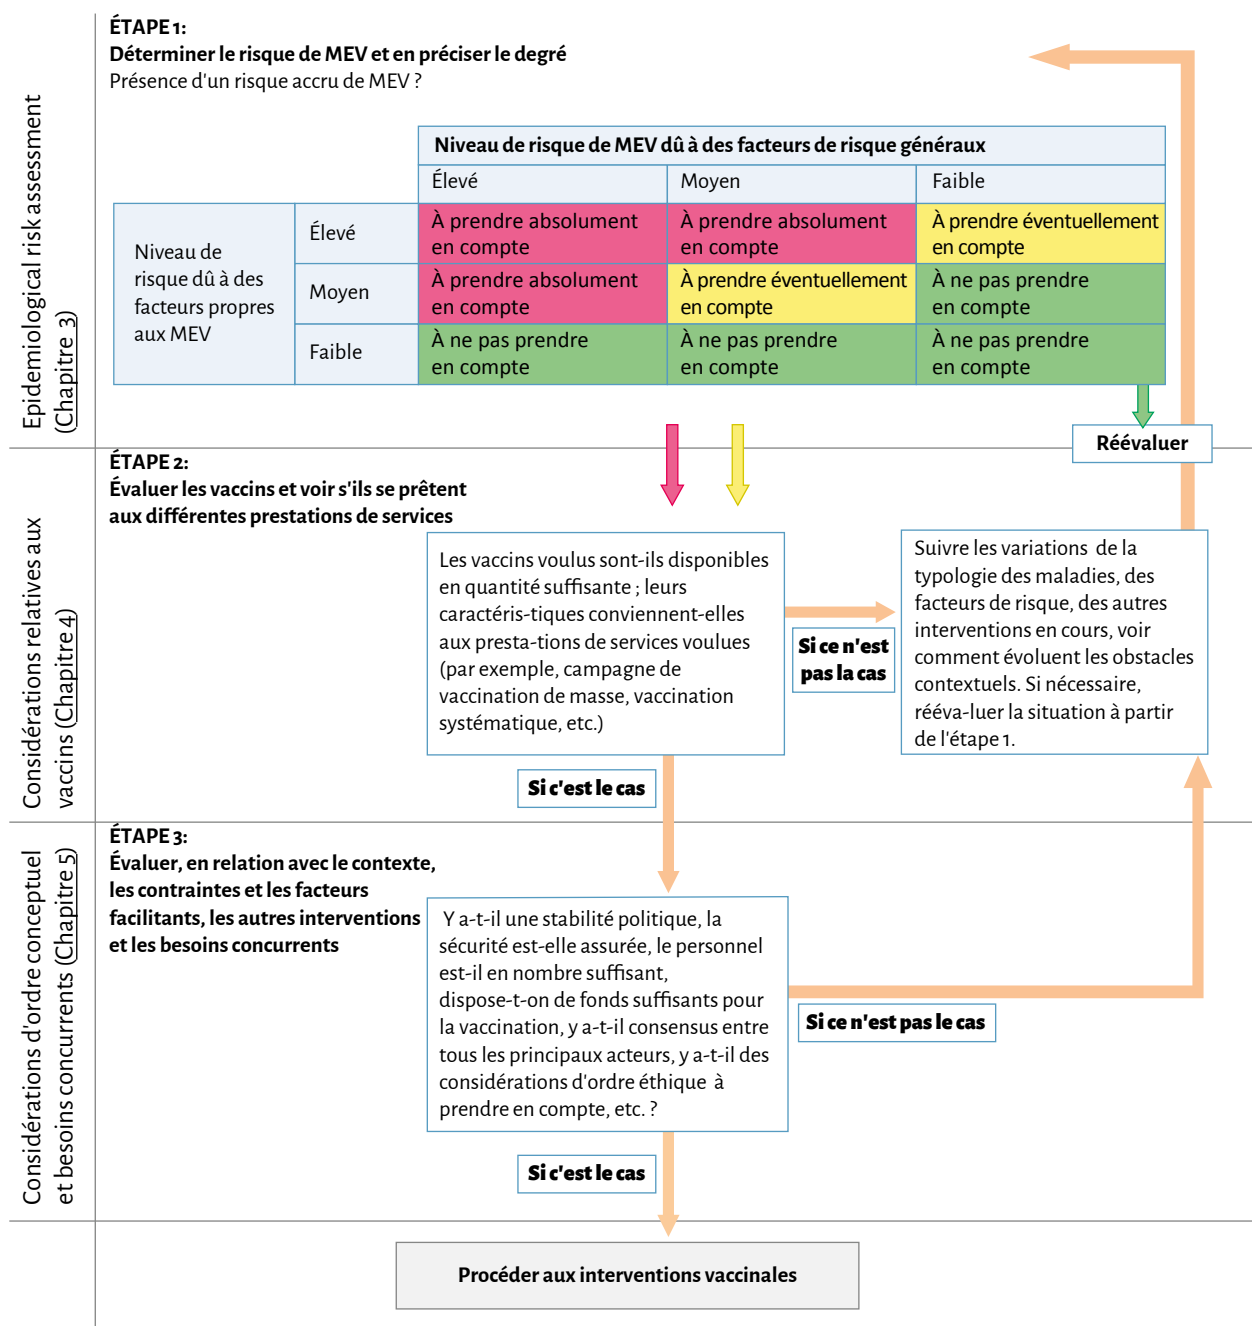 ÉTAPE 1:
Déterminer le risque de MEV et en préciser le degré
Présence d'un risque accru de MEV ?
Epidemiological risk assessment
(Chapitre 3)
Niveau de risque de MEV dû à des facteurs de risque généraux
Élevé
Moyen
Faible
Niveau de
risque dû à des
facteurs propres
aux MEV
Élevé
À prendre absolument
en compte
À prendre absolument
en compte
À prendre éventuellement
en compte
Moyen
À prendre absolument
en compte
À prendre éventuellement
en compte
À ne pas prendre
en compte
Faible
À ne pas prendre
en compte
À ne pas prendre
en compte
À ne pas prendre
en compte
Réévaluer
ÉTAPE 2:
Évaluer les vaccins et voir s'ils se prêtent
aux différentes prestations de services
Considérations relatives aux
vaccins (Chapitre 4)
Les vaccins voulus sont-ils disponibles
en quantité suffisante ; leurs
caractéris-tiques conviennent-elles
aux presta-tions de services voulues
(par exemple, campagne de
vaccination de masse, vaccination
systématique, etc.)
Si ce n'est
pas la cas
Suivre les variations de la
typologie des maladies, des
facteurs de risque, des autres
interventions en cours, voir
comment évoluent les obstacles
contextuels. Si nécessaire,
rééva-luer la situation à partir
de l'étape 1.
Si c'est le cas
ÉTAPE 3:
Évaluer, en relation avec le contexte,
les contraintes et les facteurs
facilitants, les autres interventions
et les besoins concurrents
Considérations d'ordre conceptuel
et besoins concurrents (Chapitre 5)
Y a-t-il une stabilité politique, la
sécurité est-elle assurée, le personnel
est-il en nombre suffisant,
dispose-t-on de fonds suffisants pour
la vaccination, y a-t-il consensus entre
tous les principaux acteurs, y a-t-il des
considérations d'ordre éthique à
prendre en compte, etc. ?
Si ce n'est pas le cas
Si c'est le cas
Procéder aux interventions vaccinales